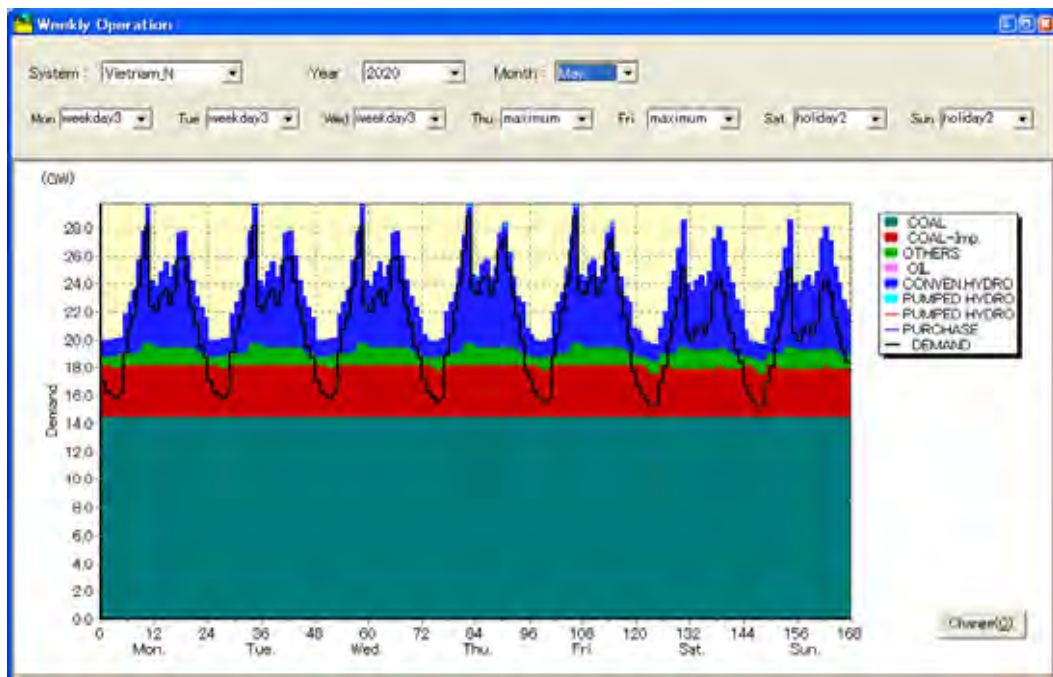 Weekly Operation
System : Vietnam_N Year 2020 Month : May
Mon weekday3 Tue weekday3 Wed weekday3 Thu maximum Fri maximum Sat holiday2 Sun holiday2
(GW)
28.0
26.0
24.0
22.0
20.0
18.0
16.0
14.0
12.0
10.0
8.0
6.0
4.0
2.0
0.0
Demand
0 12 24 36 48 60 72 84 96 108 120 132 144 156 168
Mon. Tue. Wed. Thu. Fri. Sat. Sun.
COAL
COAL-Imp.
OTHERS
OIL
CONVEN.HYDRO
PUMPED HYDRO
PUMPED HYDRO
PURCHASE
DEMAND